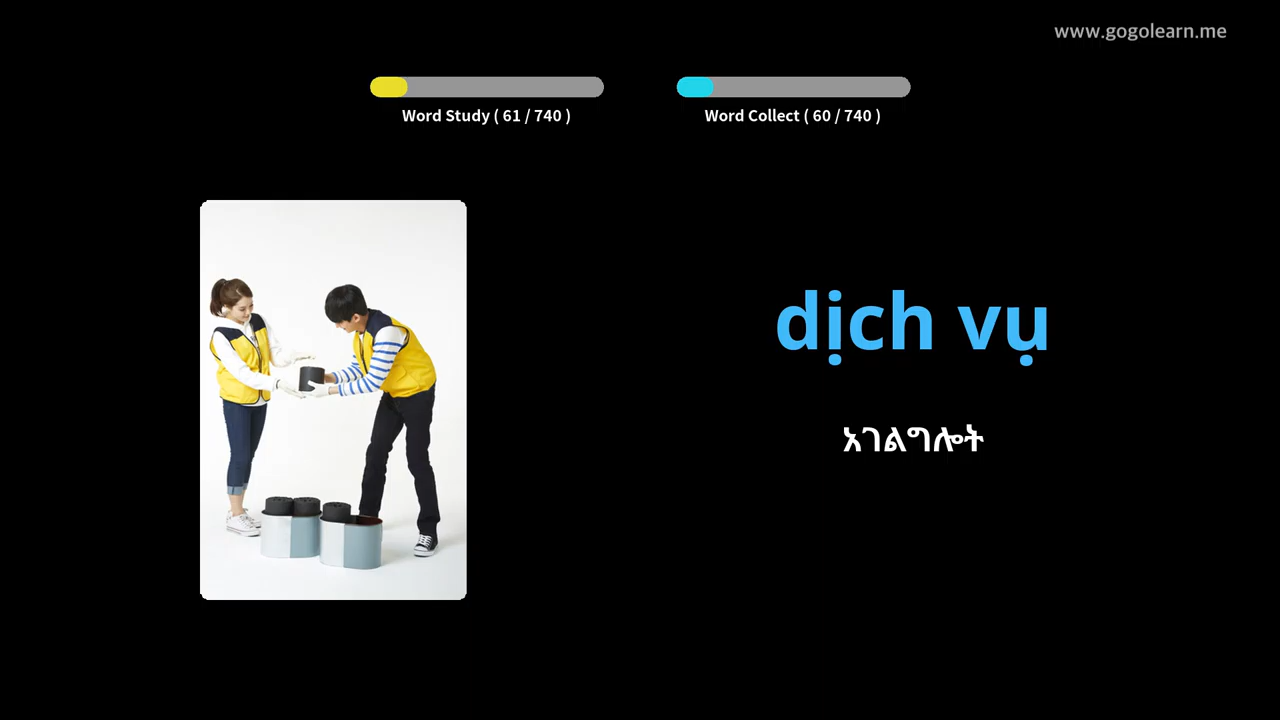 www.gogolearn.me
Word Study ( 61 / 740 )
Word Collect ( 60 / 740 )
dịch vụ
አገልግሎት